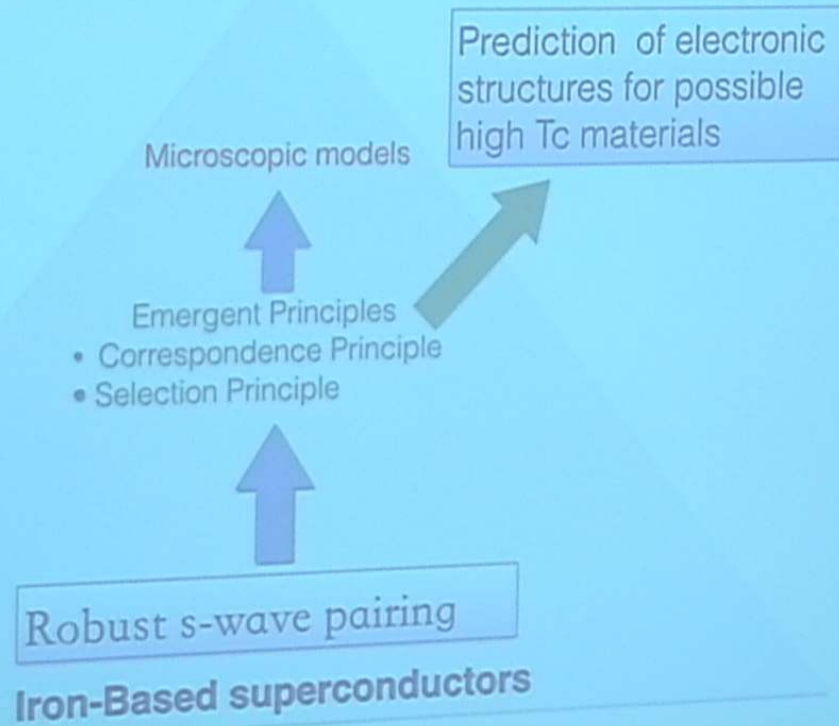 Prediction of electronic
structures for possible
high Tc materials
Microscopic models
Emergent Principles
• Correspondence Principle
• Selection Principle
Robust s-wave pairing
Iron-Based superconductors